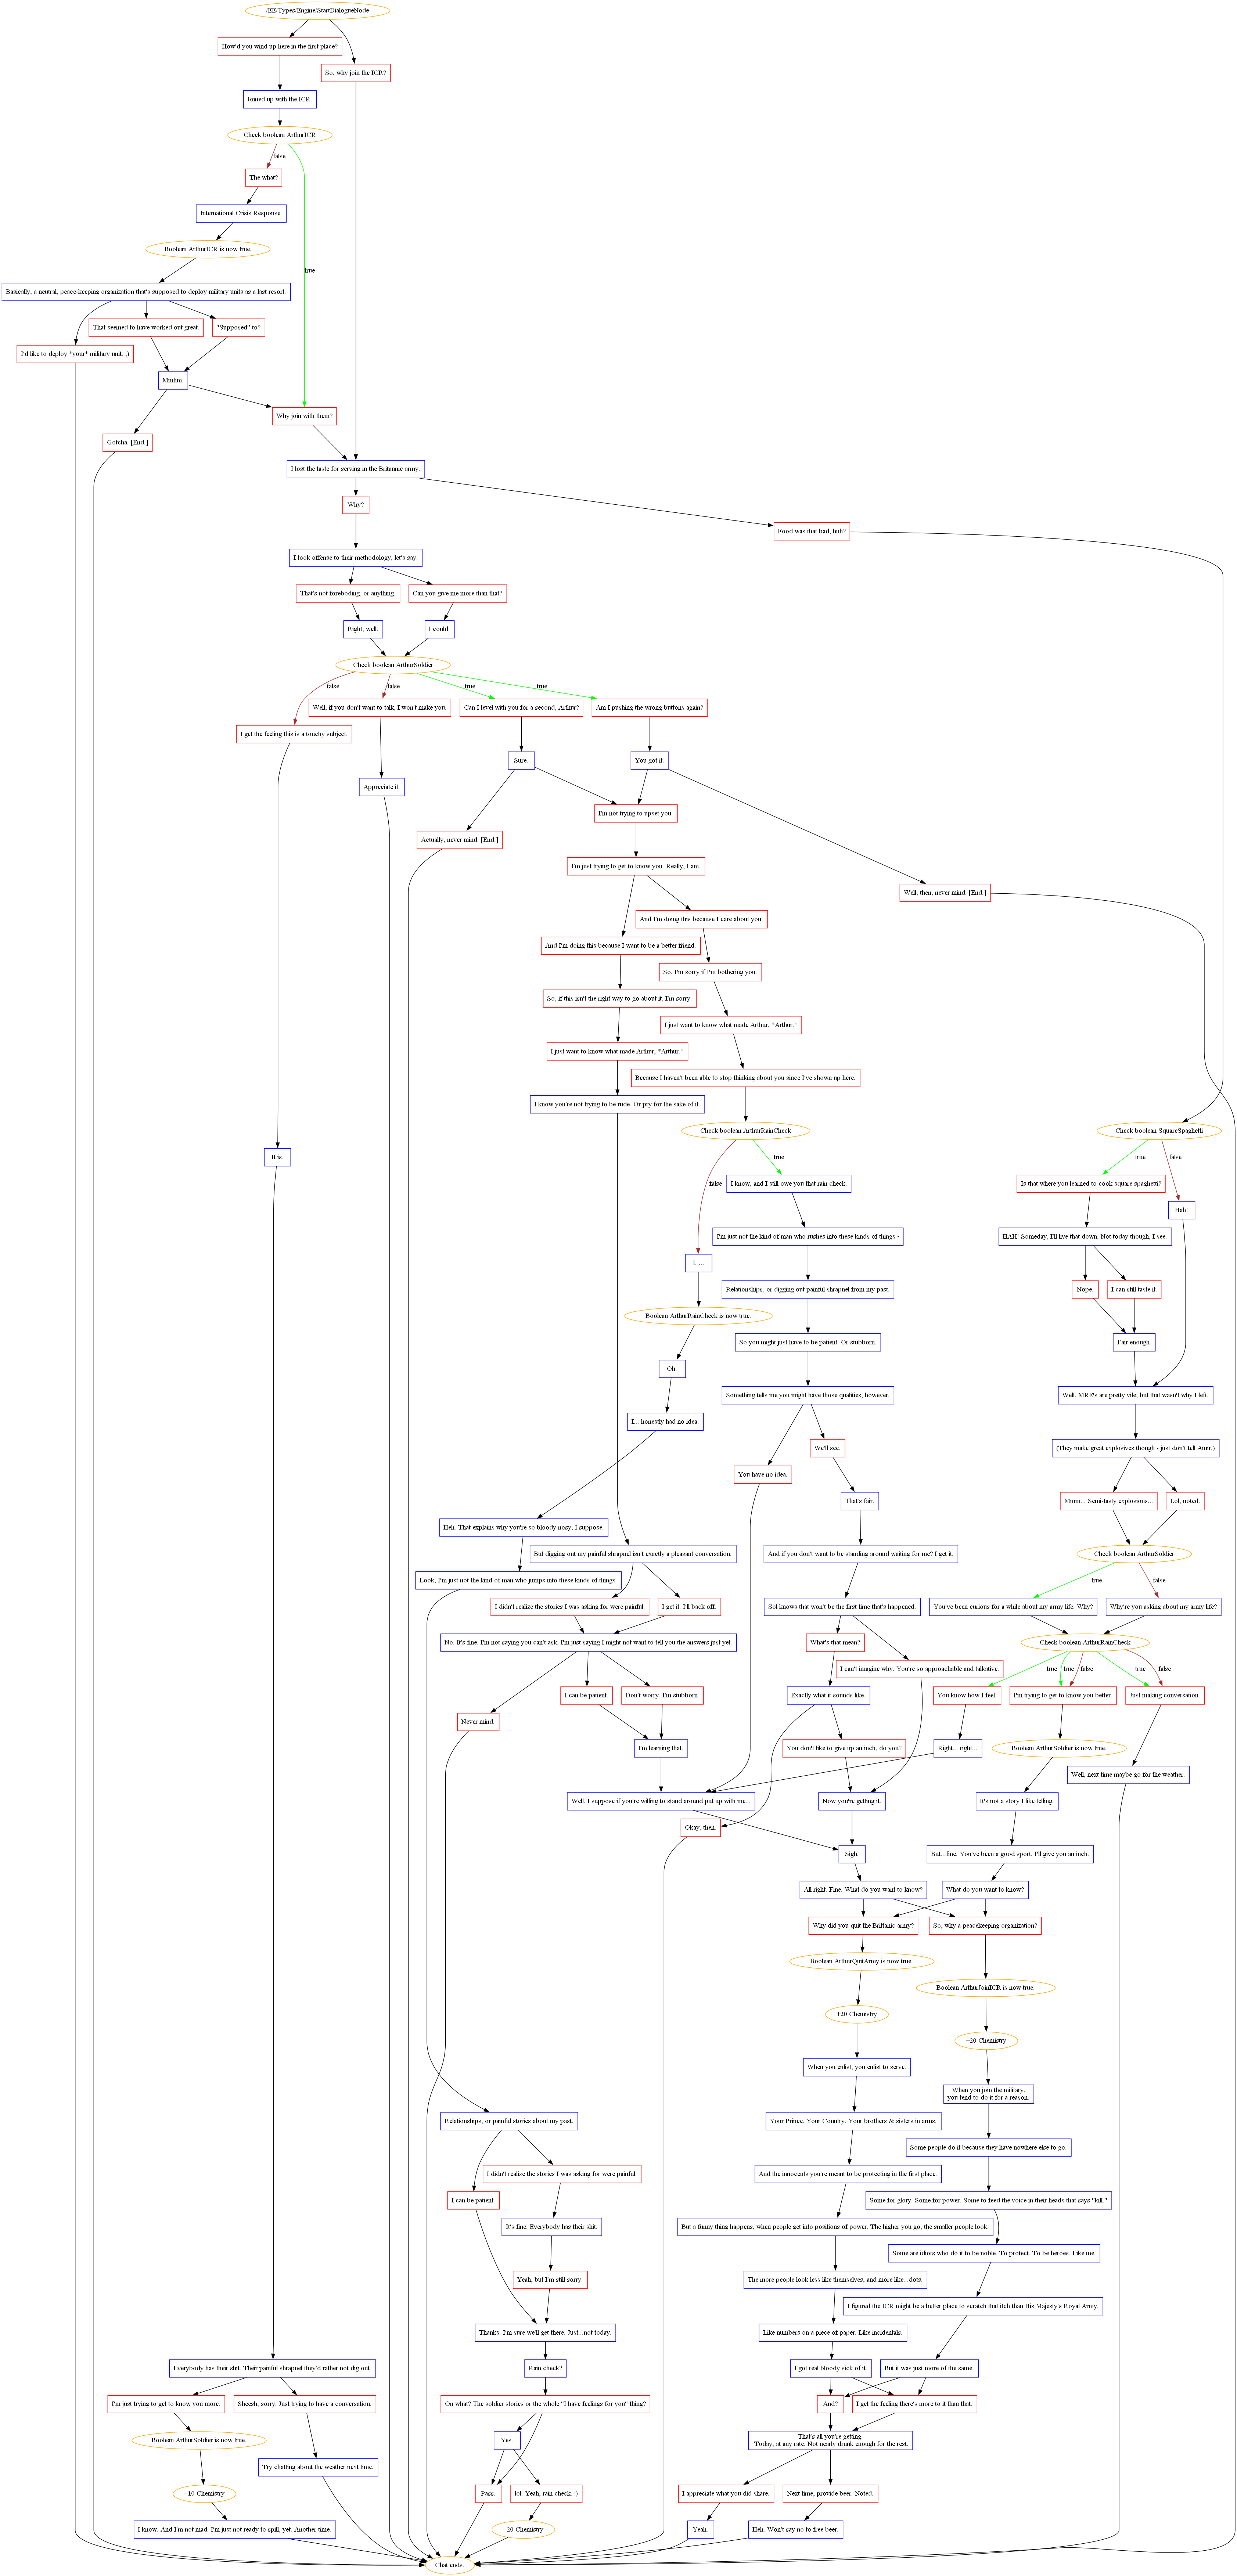 /EE/Types/Engine/StartDialogueNode
How'd you wind up here in the first place?
So, why join the ICR?
Joined up with the ICR.
Check boolean ArthurICR
false
The what?
International Crisis Response.
Boolean ArthurICR is now true.
true
Basically, a neutral, peace-keeping organization that's supposed to deploy military units as a last resort.
That seemed to have worked out great.
"Supposed" to?
I'd like to deploy *your* military unit. ;)
Mmhm.
Why join with them?
Gotcha. [End.]
I lost the taste for serving in the Britannic army.
Why?
Food was that bad, huh?
I took offense to their methodology, let's say.
That's not foreboding, or anything.
Can you give me more than that?
Right, well.
I could.
Check boolean ArthurSoldier
false
false
true
true
Well, if you don't want to talk, I won't make you.
Can I level with you for a second, Arthur?
Am I pushing the wrong buttons again?
I get the feeling this is a touchy subject.
Sure.
You got it.
Appreciate it.
I'm not trying to upset you.
Actually, never mind. [End.]
I'm just trying to get to know you. Really, I am.
Well, then, never mind. [End.]
And I'm doing this because I care about you.
And I'm doing this because I want to be a better friend.
So, I'm sorry if I'm bothering you.
So, if this isn't the right way to go about it, I'm sorry.
I just want to know what made Arthur, *Arthur.*
I just want to know what made Arthur, *Arthur.*
Because I haven't been able to stop thinking about you since I've shown up here.
I know you're not trying to be rude. Or pry for the sake of it.
Check boolean ArthurRainCheck
Check boolean SquareSpaghetti
It is.
true
true
false
false
I know, and I still owe you that rain check.
Is that where you learned to cook square spaghetti?
Hah!
I'm just not the kind of man who rushes into these kinds of things -
HAH! Someday, I'll live that down. Not today though, I see.
I. ...
Relationships, or digging out painful shrapnel from my past.
Nope.
I can still taste it.
Boolean ArthurRainCheck is now true.
So you might just have to be patient. Or stubborn.
Fair enough.
Oh.
Something tells me you might have those qualities, however.
Well, MRE's are pretty vile, but that wasn't why I left.
I... honestly had no idea.
We'll see.
(They make great explosives though - just don't tell Amir.)
You have no idea.
That's fair.
Mmm... Semi-tasty explosions...
Lol, noted.
Heh. That explains why you're so bloody nosy, I suppose.
But digging out my painful shrapnel isn't exactly a pleasant conversation.
And if you don't want to be standing around waiting for me? I get it.
Check boolean ArthurSoldier
true
false
Look, I'm just not the kind of man who jumps into these kinds of things.
I didn't realize the stories I was asking for were painful.
I get it. I'll back off.
Sol knows that won't be the first time that's happened.
You've been curious for a while about my army life. Why?
Why're you asking about my army life?
No. It's fine. I'm not saying you can't ask. I'm just saying I might not want to tell you the answers just yet.
What's that mean?
Check boolean ArthurRainCheck
true
true
false
true
false
I can't imagine why. You're so approachable and talkative.
I can be patient.
Don't worry, I'm stubborn.
Exactly what it sounds like.
You know how I feel.
I'm trying to get to know you better.
Just making conversation.
Never mind.
I'm learning that.
You don't like to give up an inch, do you?
Right... right...
Boolean ArthurSoldier is now true.
Well, next time maybe go for the weather.
Well. I suppose if you're willing to stand around put up with me...
Now you're getting it.
It's not a story I like telling.
Okay, then.
Sigh.
But...fine. You've been a good sport. I'll give you an inch.
All right. Fine. What do you want to know?
What do you want to know?
Why did you quit the Brittanic army?
So, why a peacekeeping organization?
Boolean ArthurQuitArmy is now true.
Boolean ArthurJoinICR is now true.
+20 Chemistry
+20 Chemistry
When you enlist, you enlist to serve.
When you join the military,
you tend to do it for a reason.
Relationships, or painful stories about my past.
Your Prince. Your Country. Your brothers & sisters in arms.
Some people do it because they have nowhere else to go.
I didn't realize the stories I was asking for were painful.
And the innocents you're meant to be protecting in the first place.
I can be patient.
Some for glory. Some for power. Some to feed the voice in their heads that says "kill."
It's fine. Everybody has their shit.
But a funny thing happens, when people get into positions of power. The higher you go, the smaller people look.
Some are idiots who do it to be noble. To protect. To be heroes. Like me.
Yeah, but I'm still sorry.
The more people look less like themselves, and more like...dots.
I figured the ICR might be a better place to scratch that itch than His Majesty's Royal Army.
Thanks. I'm sure we'll get there. Just...not today.
Like numbers on a piece of paper. Like incidentals.
Everybody has their shit. Their painful shrapnel they'd rather not dig out.
Rain check?
I got real bloody sick of it.
But it was just more of the same.
I'm just trying to get to know you more.
Sheesh, sorry. Just trying to have a conversation.
On what? The soldier stories or the whole "I have feelings for you" thing?
And?
I get the feeling there's more to it than that.
Boolean ArthurSoldier is now true.
Yes.
That's all you're getting.
Today, at any rate. Not nearly drunk enough for the rest.
Try chatting about the weather next time.
+10 Chemistry
Pass.
lol. Yeah, rain check. :)
I appreciate what you did share.
Next time, provide beer. Noted.
I know. And I'm not mad. I'm just not ready to spill, yet. Another time.
+20 Chemistry
Yeah.
Heh. Won't say no to free beer.
Chat ends.